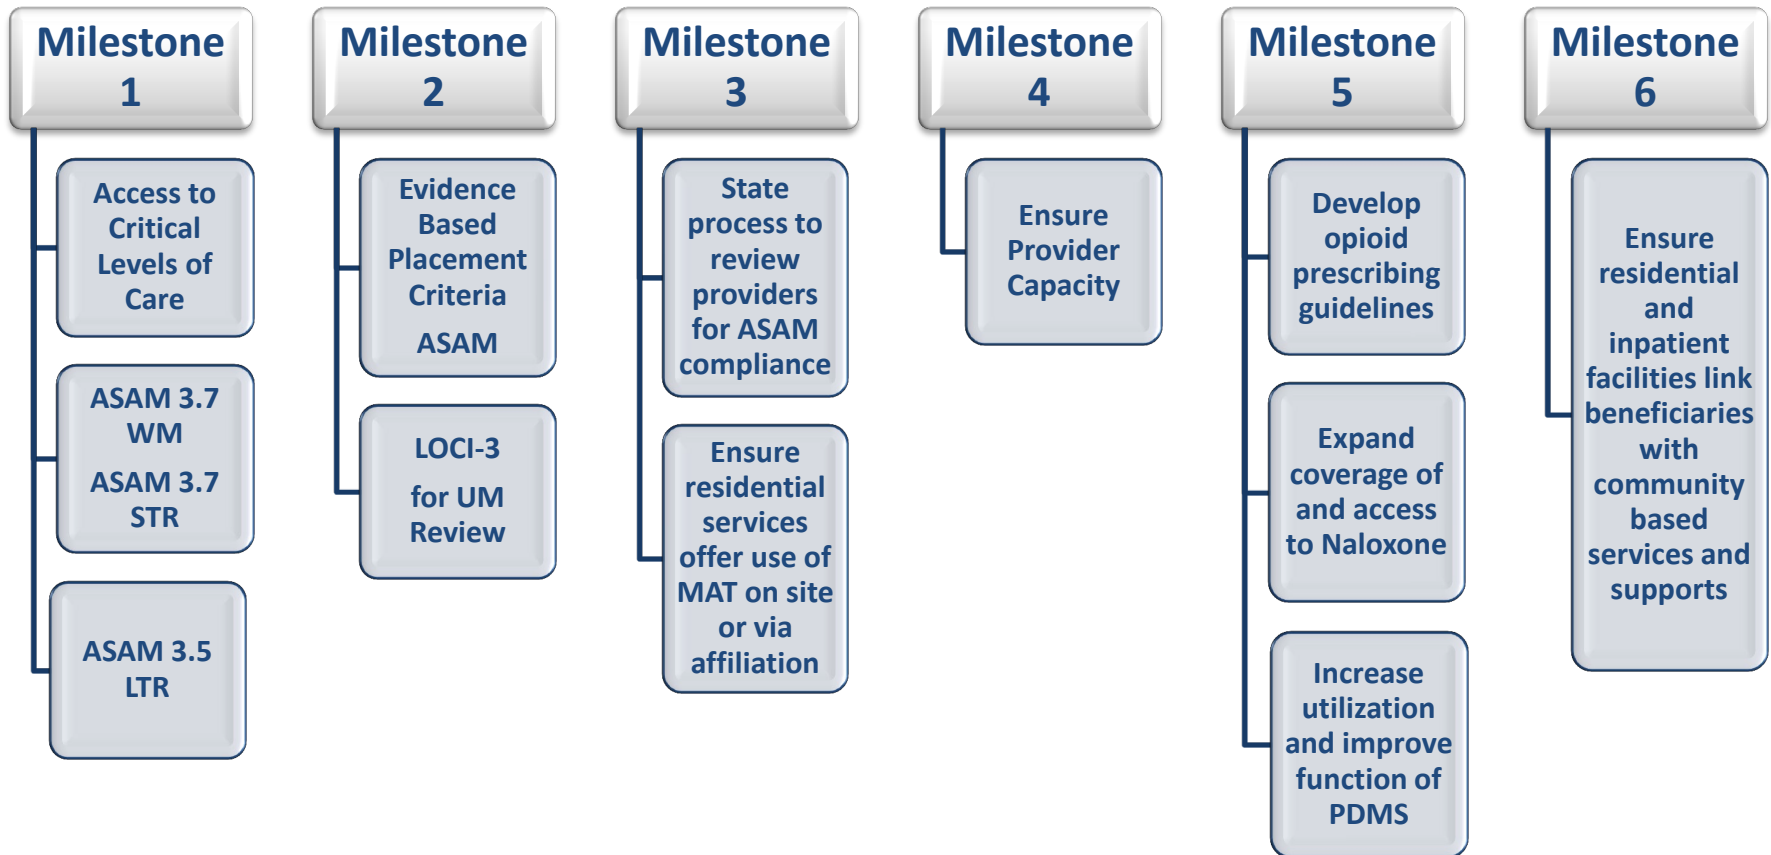 Milestone
1
Access to
Critical
Levels of
Care
ASAM 3.7
WM
ASAM 3.7
STR
ASAM 3.5
LTR
Milestone
2
Evidence
Based
Placement
Criteria
ASAM
LOCI-3
for UM
Review
Milestone
3
State
process to
review
providers
for ASAM
compliance
Ensure
residential
services
offer use of
MAT on site
or via
affiliation
Milestone
4
Ensure
Provider
Capacity
Milestone
5
Develop
opioid
prescribing
guidelines
Expand
coverage of
and access
to Naloxone
Increase
utilization
and improve
function of
PDMS
Milestone
6
Ensure
residential
and
inpatient
facilities link
beneficiaries
with
community
based
services and
supports